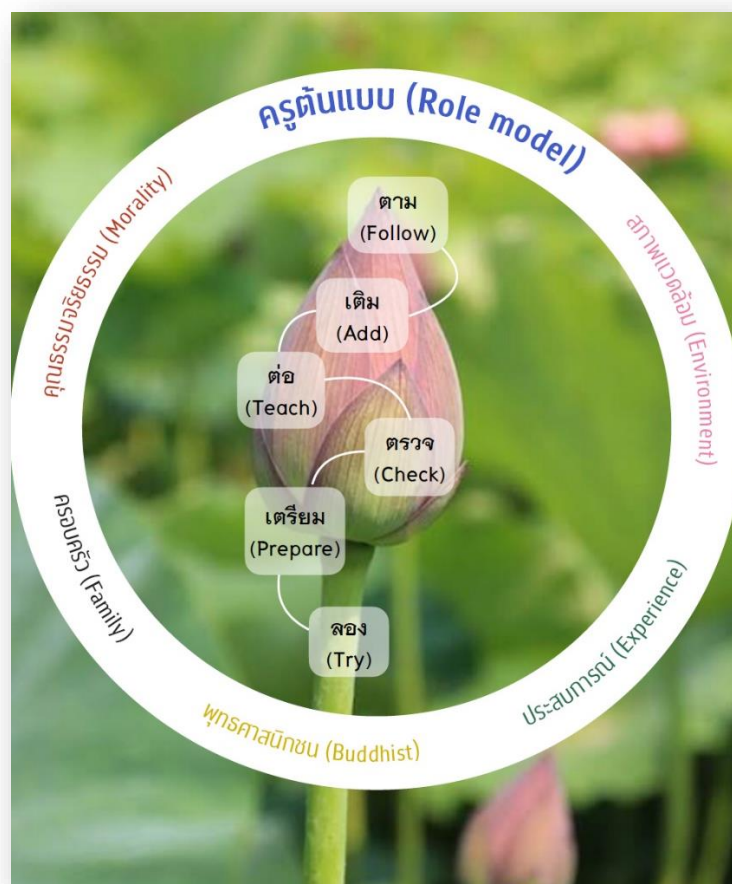 ครูต้นแบบ (Role model)
คุณธรรมจริยธรรม (Morality)
สภาพแวดล้อม (Environment)
ตาม
(Follow)
เติม
(Add)
ต่อ
(Teach)
ตรวจ
(Check)
เตรียม
(Prepare)
ลอง
(Try)
ครอบครัว (Family)
ประสบการณ์ (Experience)
พุทธศาสนิกชน (Buddhist)